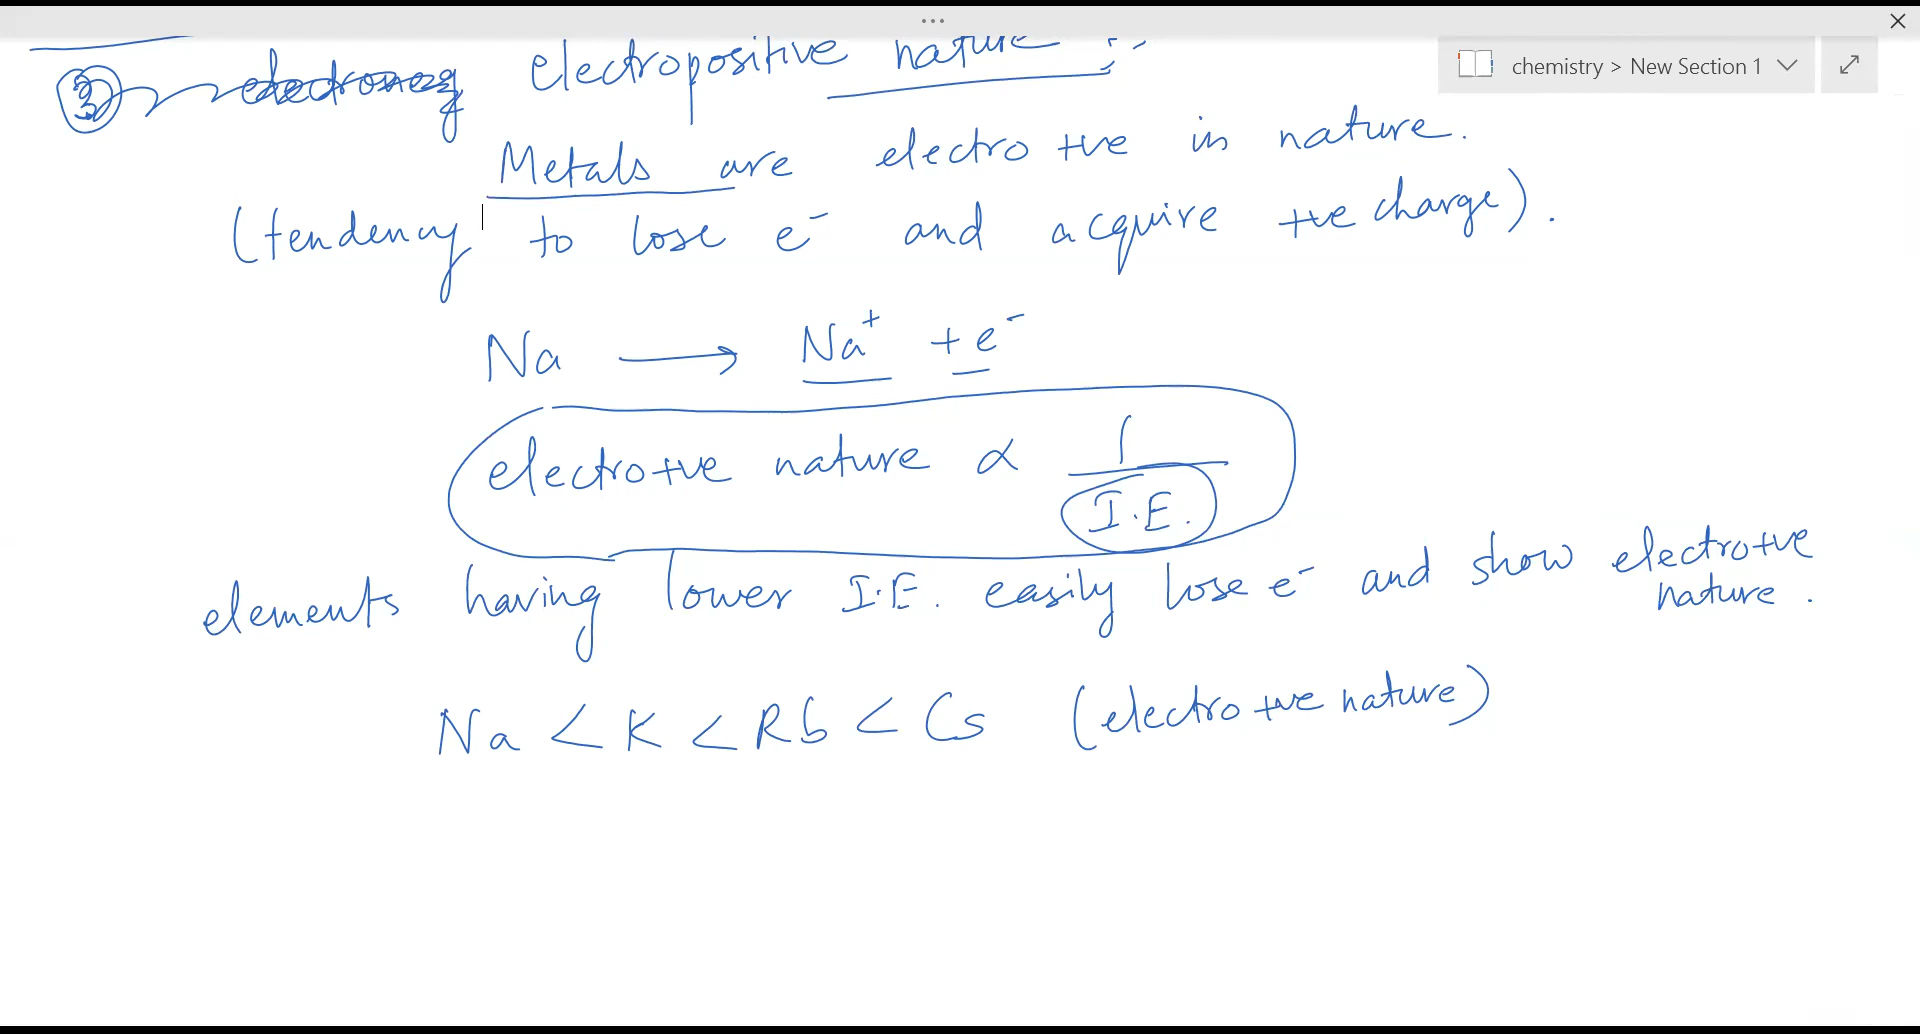 chemistry > New Section 1
③ electroneg electropositive nature :-
Metals are electro +ve in nature.
(tendency to lose e⁻ and acquire +ve charge).
Na ⟶ Na⁺ + e⁻
electro+ve nature ∝ 1/I.E.
elements having lower I.E. easily lose e⁻ and show electro+ve nature.
Na < K < Rb < Cs (electro +ve nature)